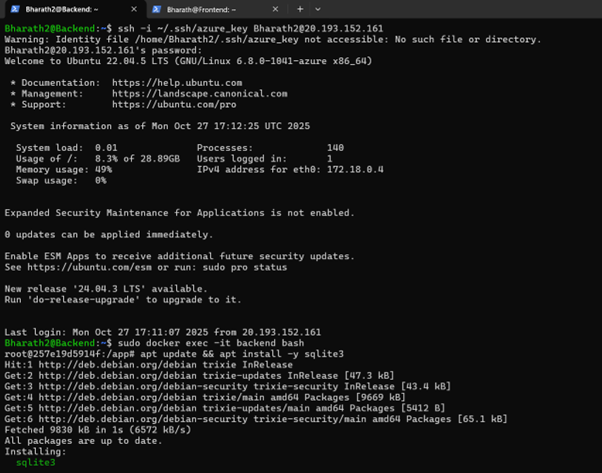 Bharath2@Backend: ~
Bharath@Frontend: ~
Bharath2@Backend:~$ ssh -i ~/.ssh/azure_key Bharath2@20.193.152.161
Warning: Identity file /home/Bharath2/.ssh/azure_key not accessible: No such file or directory.
Bharath2@20.193.152.161's password:
Welcome to Ubuntu 22.04.5 LTS (GNU/Linux 6.8.0-1041-azure x86_64)
* Documentation: https://help.ubuntu.com
* Management: https://landscape.canonical.com
* Support: https://ubuntu.com/pro
System information as of Mon Oct 27 17:12:25 UTC 2025
System load: 0.01 Processes: 140
Usage of /: 8.3% of 28.89GB Users logged in: 1
Memory usage: 49% IPv4 address for eth0: 172.18.0.4
Swap usage: 0%
Expanded Security Maintenance for Applications is not enabled.
0 updates can be applied immediately.
Enable ESM Apps to receive additional future security updates.
See https://ubuntu.com/esm or run: sudo pro status
New release '24.04.3 LTS' available.
Run 'do-release-upgrade' to upgrade to it.
Last login: Mon Oct 27 17:11:07 2025 from 20.193.152.161
Bharath2@Backend:~$ sudo docker exec -it backend bash
root@257e19d5914f:/app# apt update && apt install -y sqlite3
Hit:1 http://deb.debian.org/debian trixie InRelease
Get:2 http://deb.debian.org/debian trixie-updates InRelease [47.3 kB]
Get:3 http://deb.debian.org/debian-security trixie-security InRelease [43.4 kB]
Get:4 http://deb.debian.org/debian trixie/main amd64 Packages [9669 kB]
Get:5 http://deb.debian.org/debian trixie-updates/main amd64 Packages [5412 B]
Get:6 http://deb.debian.org/debian-security trixie-security/main amd64 Packages [65.1 kB]
Fetched 9830 kB in 1s (6572 kB/s)
All packages are up to date.
Installing:
sqlite3